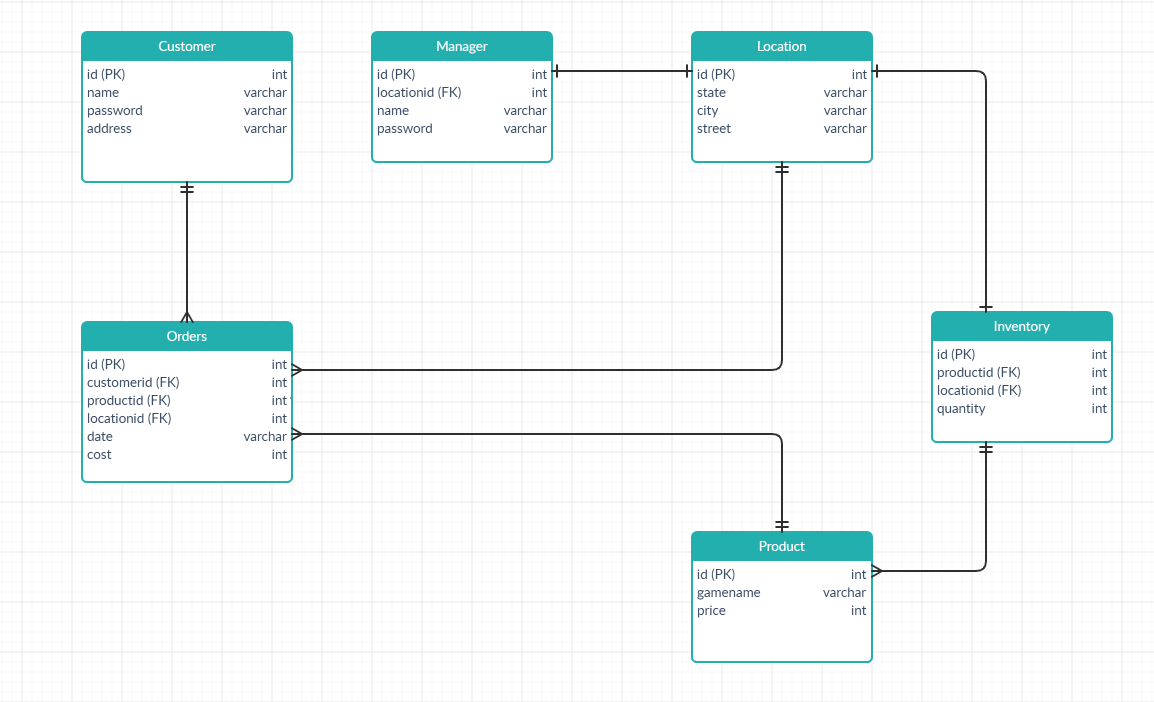 Customer
id (PK) int
name varchar
password varchar
address varchar
Manager
id (PK) int
locationid (FK) int
name varchar
password varchar
Location
id (PK) int
state varchar
city varchar
street varchar
Orders
id (PK) int
customerid (FK) int
productid (FK) int
locationid (FK) int
date varchar
cost int
Inventory
id (PK) int
productid (FK) int
locationid (FK) int
quantity int
Product
id (PK) int
gamename varchar
price int